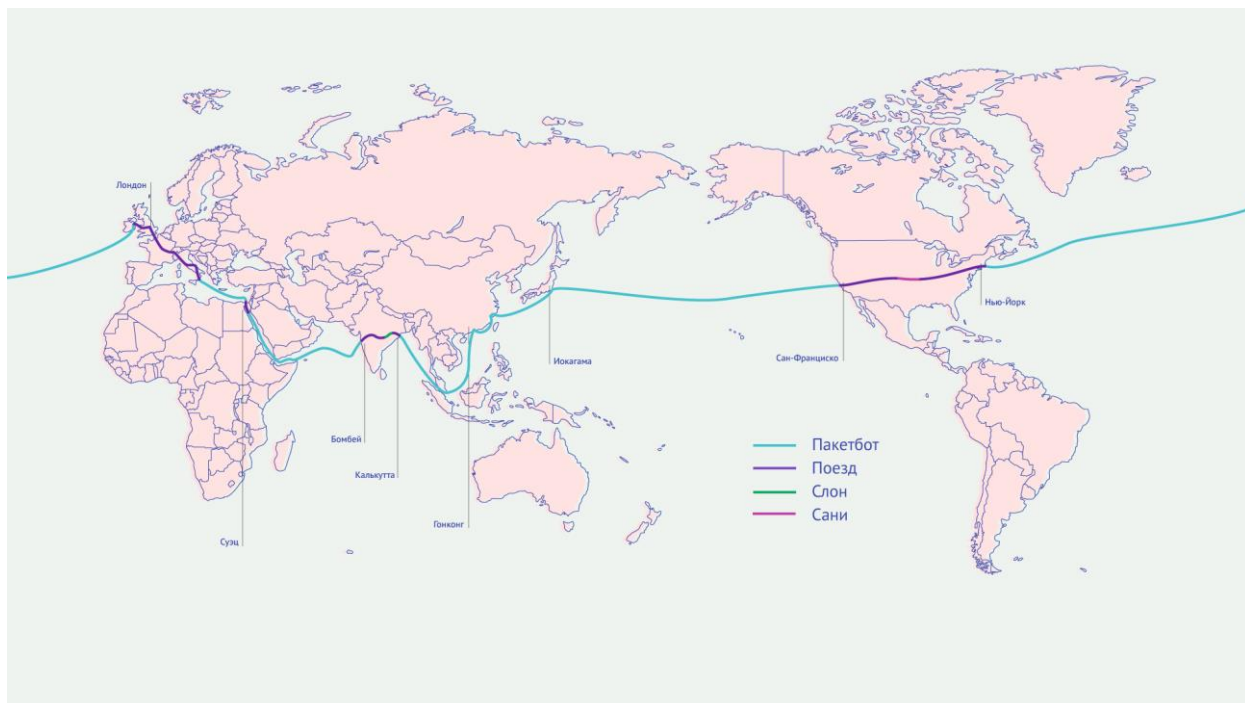 Лондон
Нью-Йорк
Сан-Франциско
Иокагама
Бомбей
Калькутта
Гонконг
Суэц
Пакетбот
Поезд
Слон
Сани